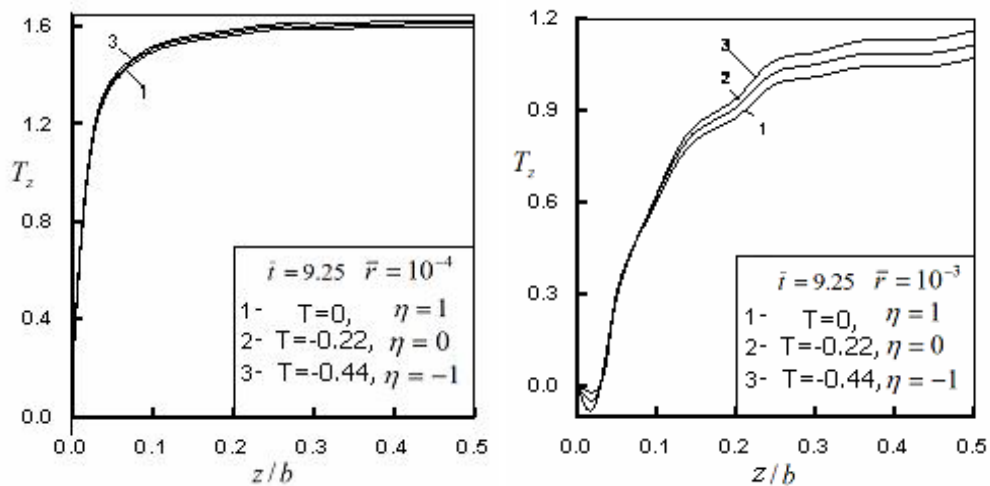 1.6
3
1
1.2
T_z
0.8
0.4
0.0
t̄ = 9.25 r̄ = 10⁻⁴
1- T=0, η = 1
2- T=-0.22, η = 0
3- T=-0.44, η = −1
0.0 0.1 0.2 0.3 0.4 0.5
z/b
1.2
3
2
0.9
1
T_z
0.6
0.3
0.0
t̄ = 9.25 r̄ = 10⁻³
1- T=0, η = 1
2- T=-0.22, η = 0
3- T=-0.44, η = −1
0.0 0.1 0.2 0.3 0.4 0.5
z/b